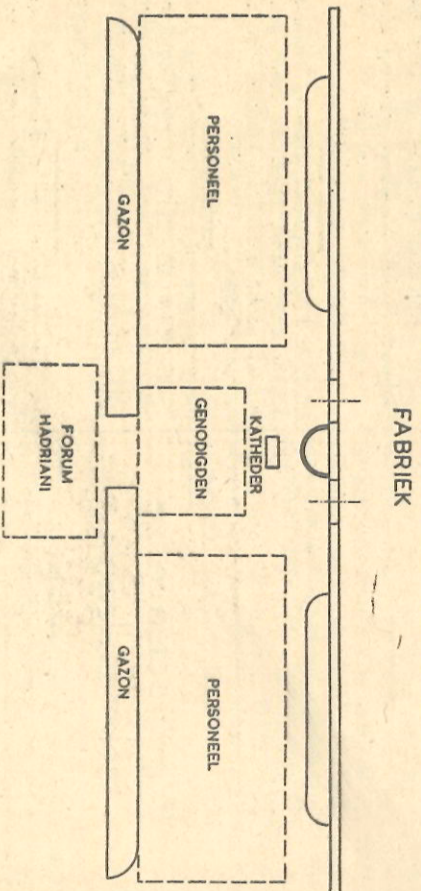 FABRIEK
KATHEDER
PERSONEEL
GENODIGDEN
PERSONEEL
GAZON
GAZON
FORUM
HADRIANI